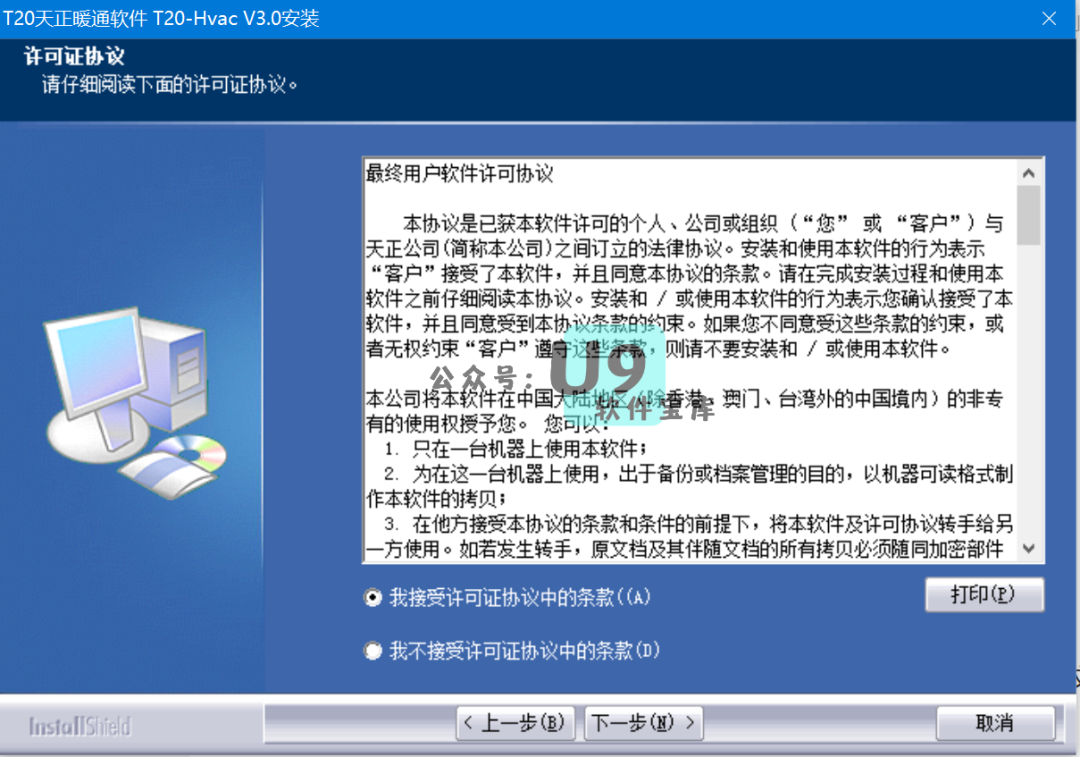 T20天正暖通软件 T20-Hvac V3.0安装
许可证协议
请仔细阅读下面的许可证协议。
最终用户软件许可协议
本协议是已获本软件许可的个人、公司或组织（“您” 或 “客户”）与
天正公司(简称本公司)之间订立的法律协议。安装和使用本软件的行为表示
“客户”接受了本软件，并且同意本协议的条款。请在完成安装过程和使用本
软件之前仔细阅读本协议。安装和 / 或使用本软件的行为表示您确认接受了本
软件，并且同意受到本协议条款的约束。如果您不同意受这些条款的约束，或
者无权约束“客户”遵守这些条款，则请不要安装和 / 或使用本软件。
公众号：U9
软件宝库
本公司将本软件在中国大陆地区（除香港、澳门、台湾外的中国境内）的非专
有的使用权授予您。 您可以：
1. 只在一台机器上使用本软件；
2. 为在这一台机器上使用，出于备份或档案管理的目的，以机器可读格式制
作本软件的拷贝；
3. 在他方接受本协议的条款和条件的前提下，将本软件及许可协议转手给另
一方使用。如若发生转手，原文档及其伴随文档的所有拷贝必须随同加密部件
我接受许可证协议中的条款((A)
打印(P)
我不接受许可证协议中的条款(D)
InstallShield
< 上一步(B)
下一步(N) >
取消